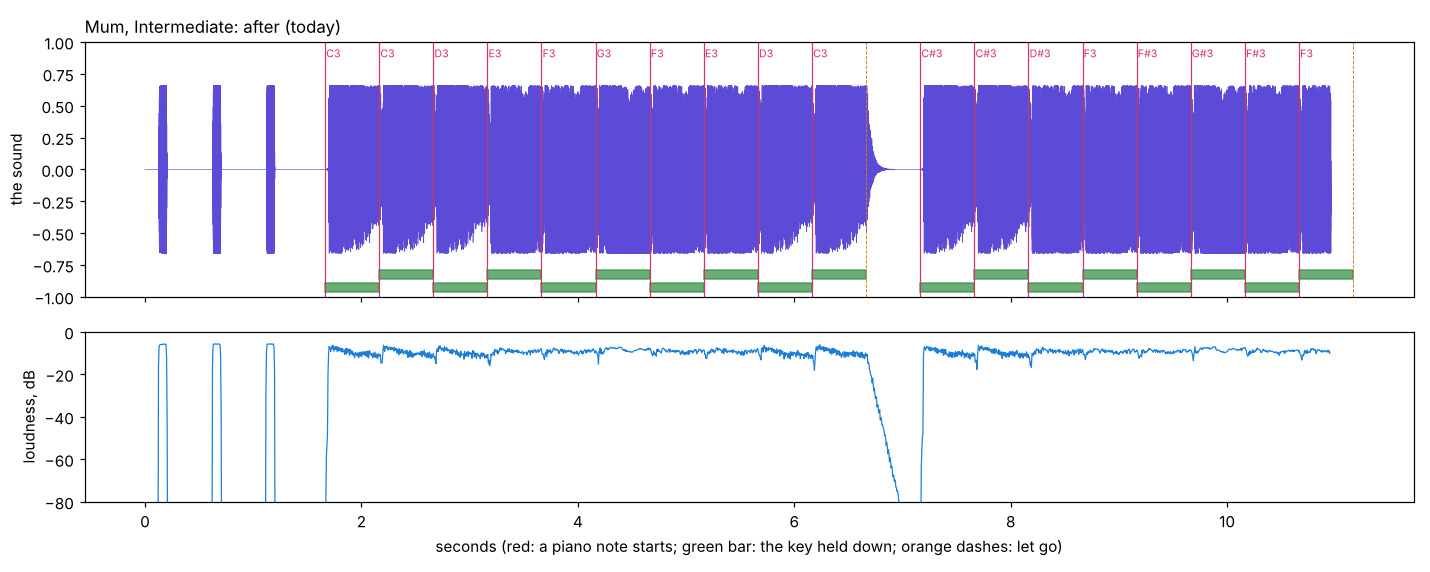 Mum, Intermediate: after (today)
1.00
0.75
0.50
0.25
0.00
−0.25
−0.50
−0.75
−1.00
the sound
C3 C3 D3 E3 F3 G3 F3 E3 D3 C3 C#3 C#3 D#3 F3 F#3 G#3 F#3 F3
0
−20
−40
−60
−80
loudness, dB
0 2 4 6 8 10
seconds (red: a piano note starts; green bar: the key held down; orange dashes: let go)